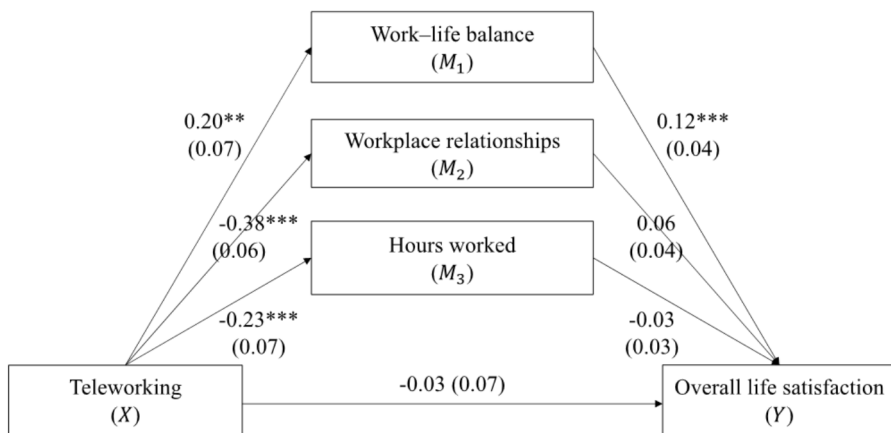 Work–life balance
(M₁)
0.20**
(0.07)
0.12***
(0.04)
Workplace relationships
(M₂)
-0.38***
(0.06)
0.06
(0.04)
Hours worked
(M₃)
-0.23***
(0.07)
-0.03
(0.03)
Teleworking
(X)
-0.03 (0.07)
Overall life satisfaction
(Y)